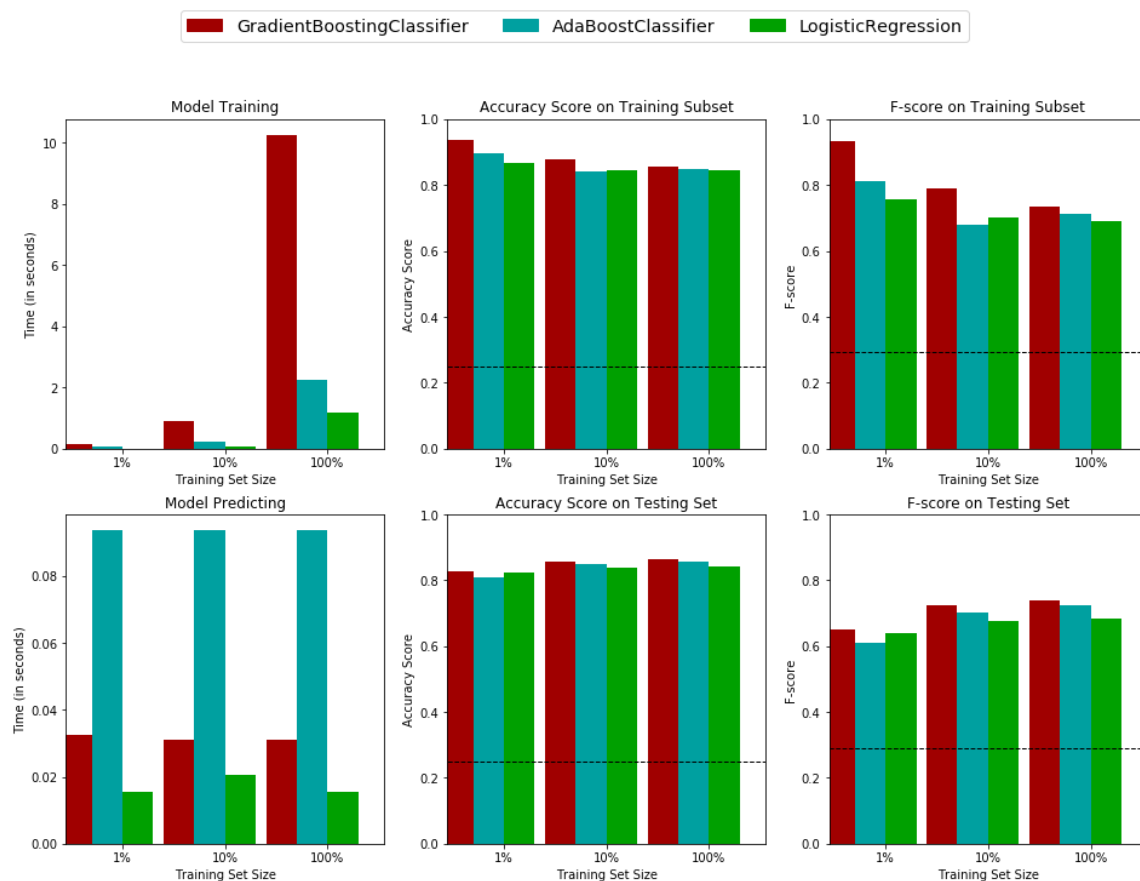 GradientBoostingClassifier AdaBoostClassifier LogisticRegression
Model Training
10
8
6
4
2
0
Time (in seconds)
1% 10% 100%
Training Set Size
Accuracy Score on Training Subset
1.0
0.8
0.6
0.4
0.2
0.0
Accuracy Score
1% 10% 100%
Training Set Size
F-score on Training Subset
1.0
0.8
0.6
0.4
0.2
0.0
F-score
1% 10% 100%
Training Set Size
Model Predicting
0.08
0.06
0.04
0.02
0.00
Time (in seconds)
1% 10% 100%
Training Set Size
Accuracy Score on Testing Set
1.0
0.8
0.6
0.4
0.2
0.0
Accuracy Score
1% 10% 100%
Training Set Size
F-score on Testing Set
1.0
0.8
0.6
0.4
0.2
0.0
F-score
1% 10% 100%
Training Set Size